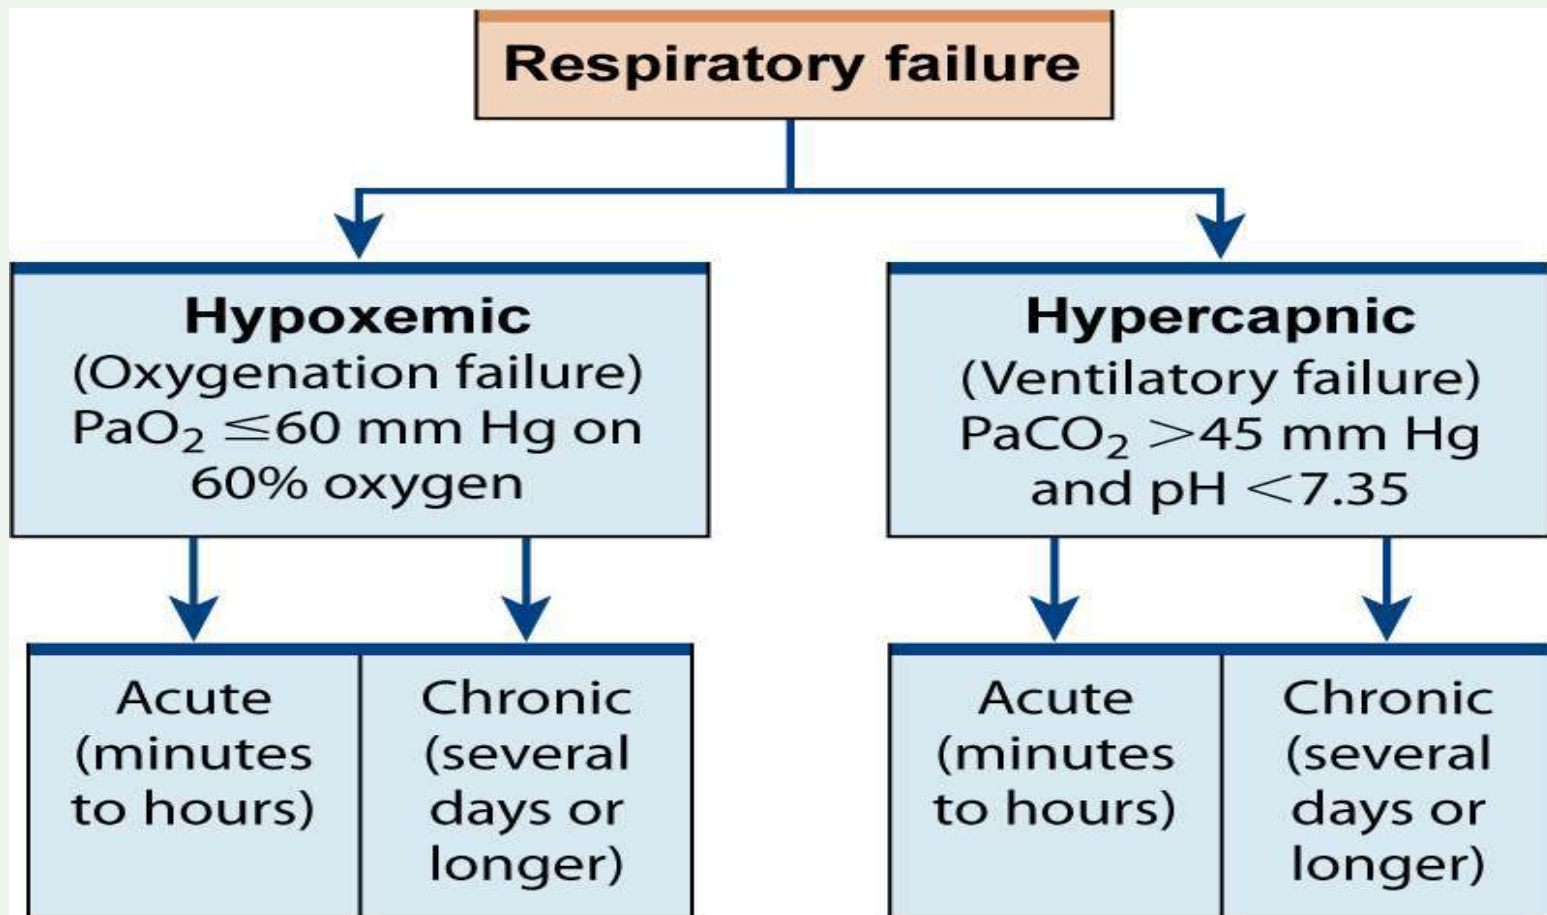 Respiratory failure
Hypoxemic
(Oxygenation failure)
PaO₂ ≤60 mm Hg on
60% oxygen
Hypercapnic
(Ventilatory failure)
PaCO₂ >45 mm Hg
and pH <7.35
Acute
(minutes
to hours)
Chronic
(several
days or
longer)
Acute
(minutes
to hours)
Chronic
(several
days or
longer)